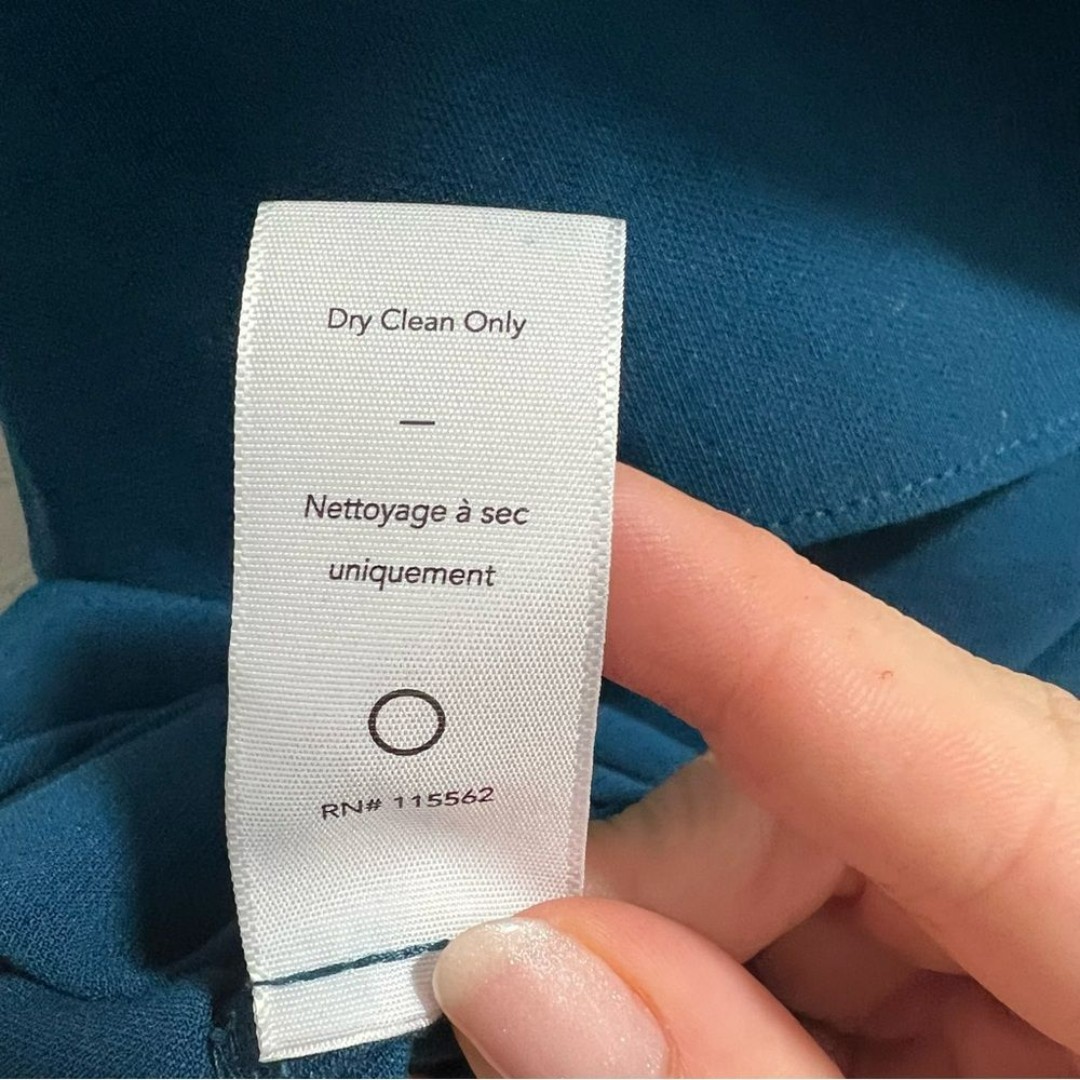 Dry Clean Only
—
Nettoyage à sec
uniquement
RN# 115562